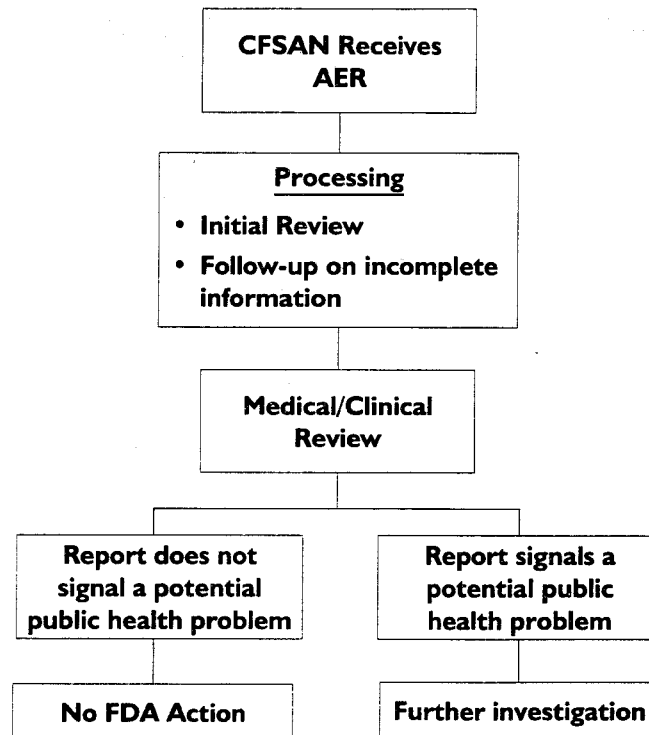 CFSAN Receives
AER
Processing
• Initial Review
• Follow-up on incomplete
information
Medical/Clinical
Review
Report does not
signal a potential
public health problem
Report signals a
potential public
health problem
No FDA Action
Further investigation